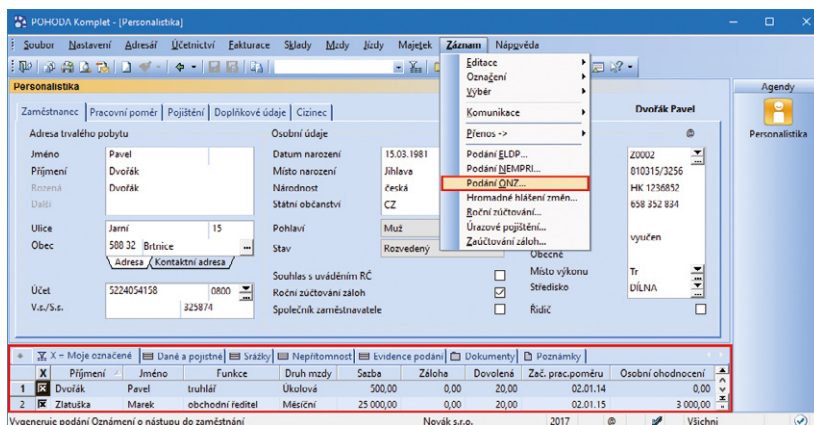 POHODA Komplet - [Personalistika]
Soubor Nastavení Adresář Účetnictví Fakturace Sklady Mzdy Jízdy Majetek Záznam Nápověda
Editace
Označení
Výběr
Komunikace
Přenos ->
Podání ELDP...
Podání NEMPRI...
Podání ONZ...
Hromadné hlášení změn...
Roční zúčtování...
Úrazové pojištění...
Zaúčtování záloh...
Personalistika
Agendy
Personalistika
Zaměstnanec Pracovní poměr Pojištění Doplňkové údaje Cizinec Dvořák Pavel
Adresa trvalého pobytu Osobní údaje @
Jméno Pavel Datum narození 15.03.1981 Z0002
Příjmení Dvořák Místo narození Jihlava 810315/3256
Rozená Dvořák Národnost česká HK 1236852
Další Státní občanství CZ 658 352 834
Ulice Jarní 15 Pohlaví Muž
Obec 588 32 Brtnice Stav Rozvedený vyučen
Adresa Kontaktní adresa Obecné
Souhlas s uváděním RČ Místo výkonu Tr
Účet 5224054158 0800 Roční zúčtování záloh Středisko DÍLNA
V.s./S.s. 325874 Společník zaměstnavatele Řidič
X - Moje označené Daně a pojistné Srážky Nepřítomnost Evidence podání Dokumenty Poznámky
X Příjmení Jméno Funkce Druh mzdy Sazba Záloha Dovolená Zač. prac.poměru Osobní ohodnocení
1 Dvořák Pavel truhlář Úkolová 500,00 0,00 20,00 02.01.14 0,00
2 Zlatuška Marek obchodní ředitel Měsíční 25 000,00 0,00 20,00 02.01.15 3 000,00
Vygeneruje podání Oznámení o nástupu do zaměstnání Novák s.r.o. 2017 @ Všichni